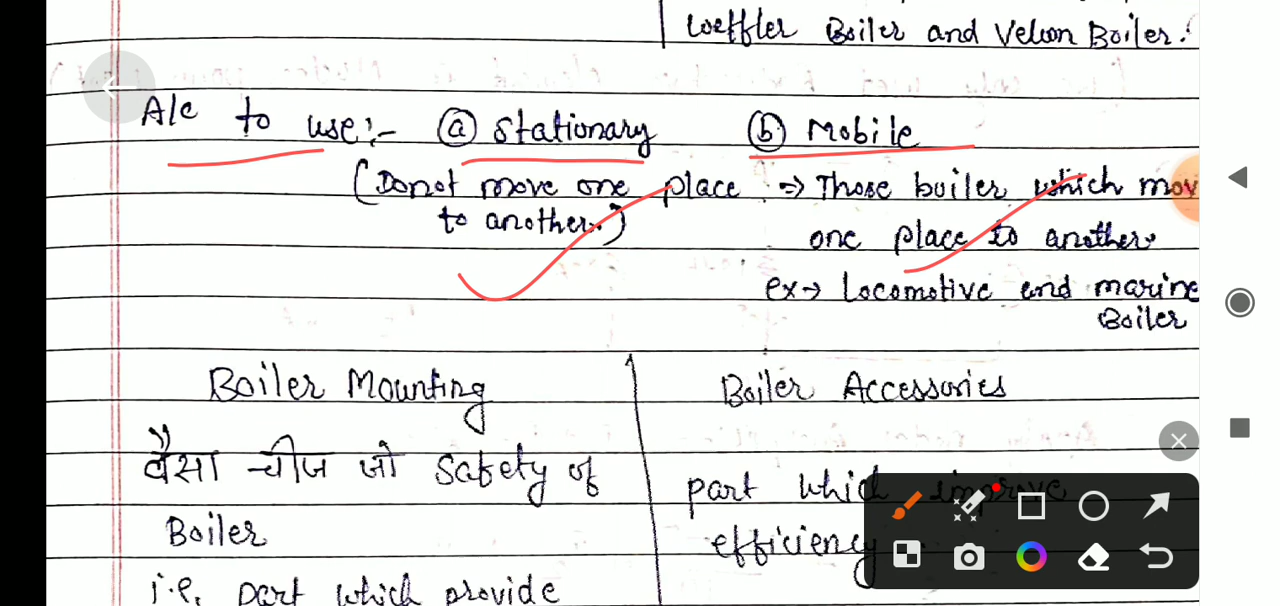 Loeffler Boiler and Velum Boiler.
A/c to use:- (a) Stationary (b) Mobile
(Donot move one place to another.)
⇒ Those boiler which mov
one place to another.
ex→ Locomotive and marine
Boiler
Boiler Mounting
वैसा चीज जो Safety of
Boiler
i.e. part which provide
Boiler Accessories
part which improve
efficiency